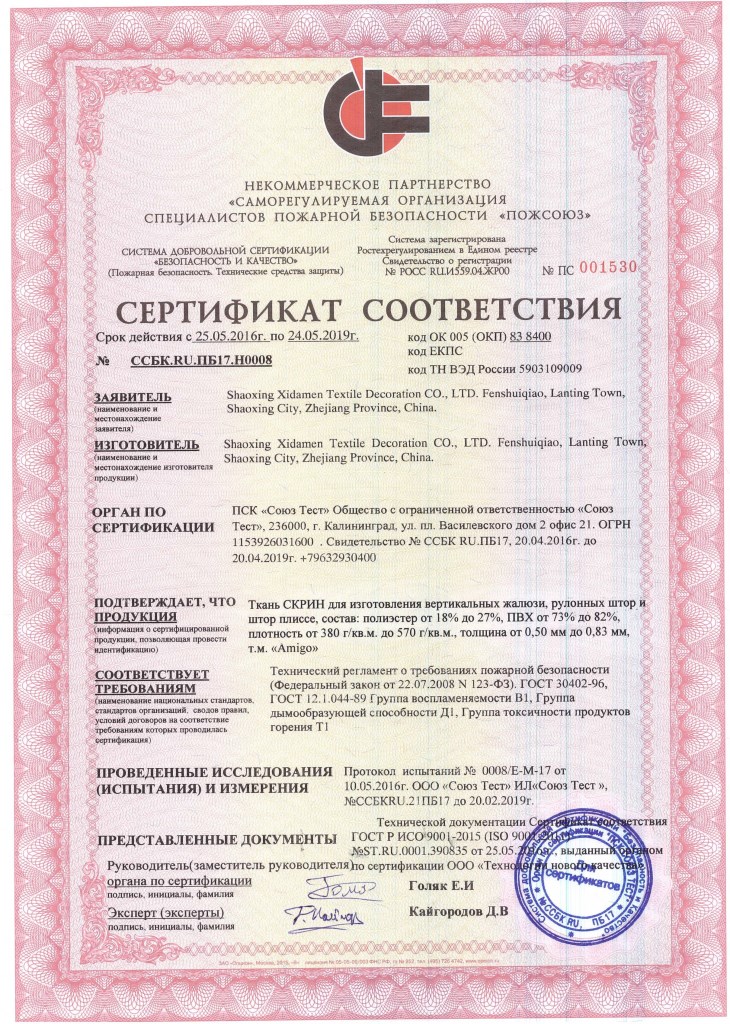 НЕКОММЕРЧЕСКОЕ ПАРТНЕРСТВО
«САМОРЕГУЛИРУЕМАЯ ОРГАНИЗАЦИЯ
СПЕЦИАЛИСТОВ ПОЖАРНОЙ БЕЗОПАСНОСТИ «ПОЖСОЮЗ»
СИСТЕМА ДОБРОВОЛЬНОЙ СЕРТИФИКАЦИИ
«БЕЗОПАСНОСТЬ И КАЧЕСТВО»
(Пожарная безопасность. Технические средства защиты)
Система зарегистрирована
Ростехрегулированием в Едином реестре
Свидетельство о регистрации
№ РОСС RU.И559.04.ЖР00
№ ПС 001530
СЕРТИФИКАТ СООТВЕТСТВИЯ
Срок действия с 25.05.2016г. по 24.05.2019г.
№ ССБК.RU.ПБ17.Н0008
код ОК 005 (ОКП) 83 8400
код ЕКПС
код ТН ВЭД России 5903109009
ЗАЯВИТЕЛЬ
(наименование и
местонахождение
заявителя)
Shaoxing Xidamen Textile Decoration CO., LTD. Fenshuiqiao, Lanting Town,
Shaoxing City, Zhejiang Province, China.
ИЗГОТОВИТЕЛЬ
(наименование и
местонахождение изготовителя
продукции)
Shaoxing Xidamen Textile Decoration CO., LTD. Fenshuiqiao, Lanting Town,
Shaoxing City, Zhejiang Province, China.
ОРГАН ПО
СЕРТИФИКАЦИИ
ПСК «Союз Тест» Общество с ограниченной ответственностью «Союз
Тест», 236000, г. Калининград, ул. пл. Василевского дом 2 офис 21. ОГРН
1153926031600 . Свидетельство № ССБК RU.ПБ17, 20.04.2016г. до
20.04.2019г. +79632930400
ПОДТВЕРЖДАЕТ, ЧТО
ПРОДУКЦИЯ
(информация о сертифицированной
продукции, позволяющая провести
идентификацию)
Ткань СКРИН для изготовления вертикальных жалюзи, рулонных штор и
штор плиссе, состав: полиэстер от 18% до 27%, ПВХ от 73% до 82%,
плотность от 380 г/кв.м. до 570 г/кв.м., толщина от 0,50 мм до 0,83 мм,
т.м. «Amigo»
СООТВЕТСТВУЕТ
ТРЕБОВАНИЯМ
(наименование национальных стандартов,
стандартов организаций, сводов правил,
условий договоров на соответствие
требованиям которых проводилась
сертификация)
Технический регламент о требованиях пожарной безопасности
(Федеральный закон от 22.07.2008 N 123-ФЗ). ГОСТ 30402-96,
ГОСТ 12.1.044-89 Группа воспламеняемости В1, Группа
дымообразующей способности Д1, Группа токсичности продуктов
горения Т1
ПРОВЕДЕННЫЕ ИССЛЕДОВАНИЯ
(ИСПЫТАНИЯ) И ИЗМЕРЕНИЯ
Протокол испытаний № 0008/Е-М-17 от
10.05.2016г. ООО «Союз Тест» ИЛ«Союз Тест »,
№ССБКRU.21ПБ17 до 20.02.2019г.
ПРЕДСТАВЛЕННЫЕ ДОКУМЕНТЫ
Технической документации Сертификат соответствия
ГОСТ Р ИСО 9001-2015 (ISO 9001:2015)
№ST.RU.0001.390835 от 25.05.2016г., выданный органом
по сертификации ООО «Технологии нового качества»
Руководитель(заместитель руководителя)
органа по сертификации
подпись, инициалы, фамилия
Голяк Е.И
Эксперт (эксперты)
подпись, инициалы, фамилия
Кайгородов Д.В
Для
сертификатов
№ССБК RU, ПБ17